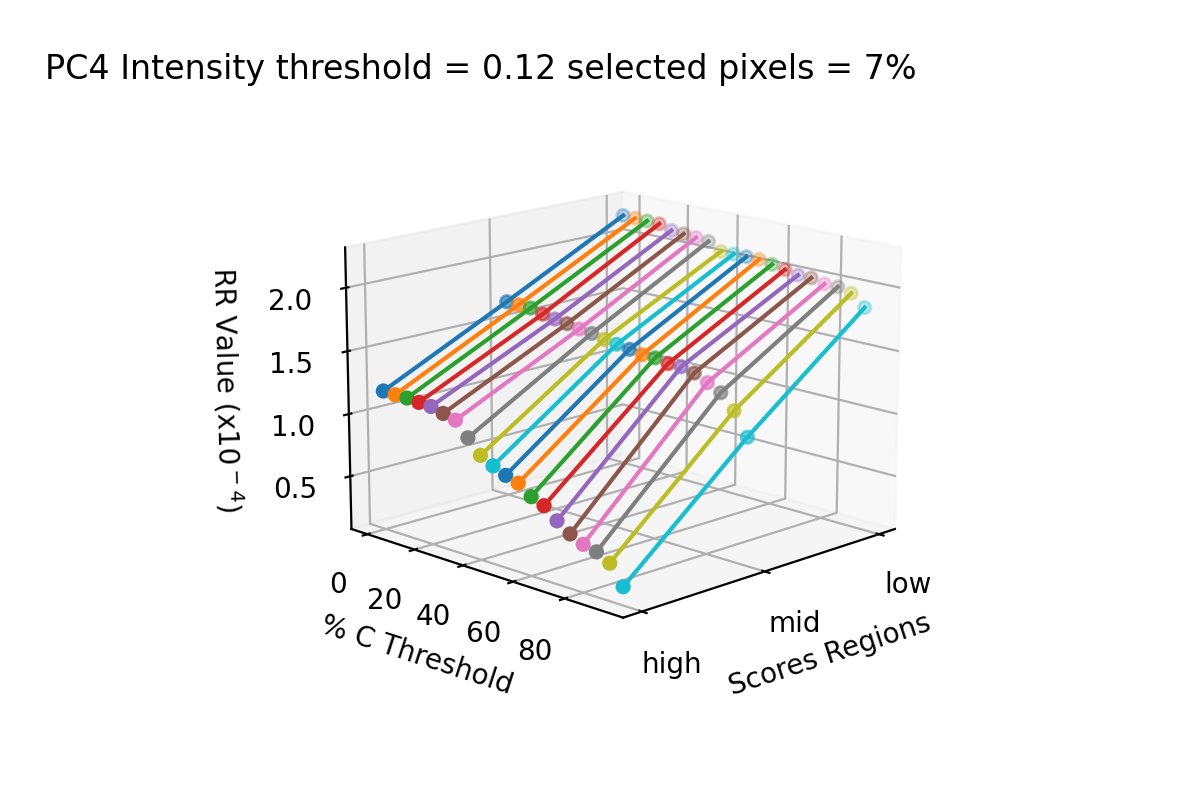 PC4 Intensity threshold = 0.12 selected pixels = 7%
RR Value (x10⁻⁴)
2.0
1.5
1.0
0.5
0
20
40
60
80
% C Threshold
high
mid
low
Scores Regions